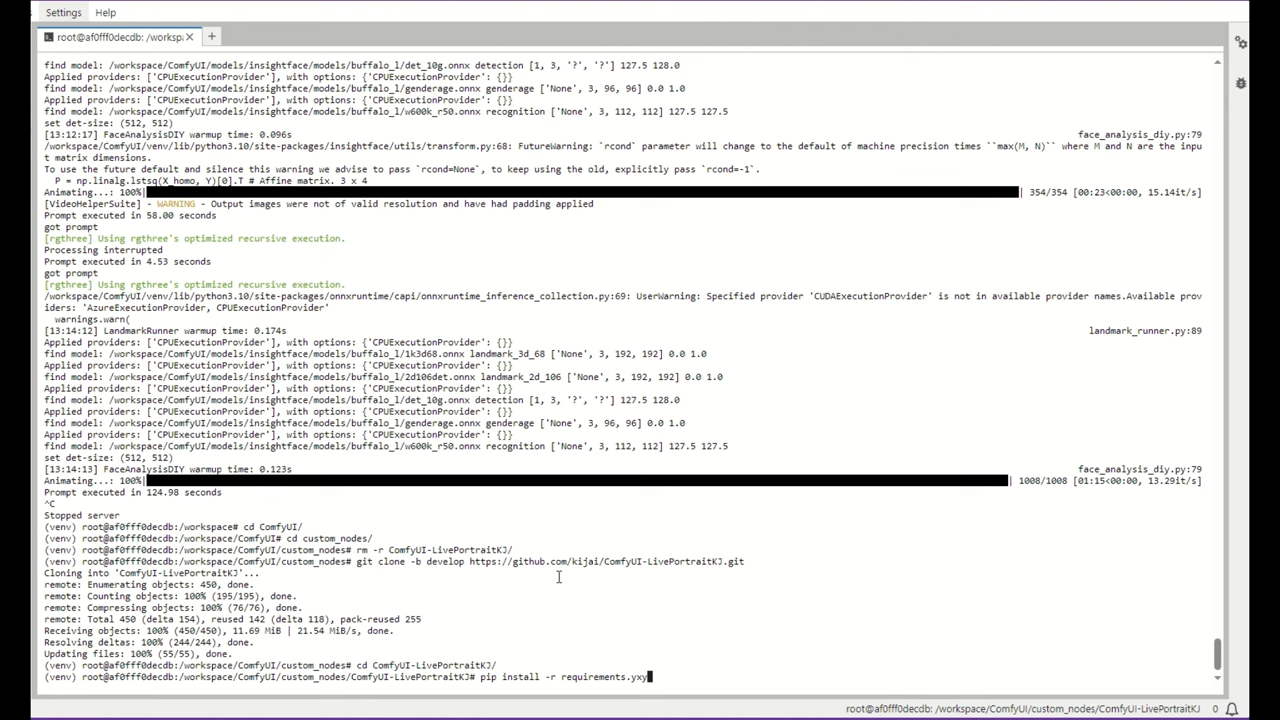 Settings Help
root@af0fff0decdb: /worksp
find model: /workspace/ComfyUI/models/insightface/models/buffalo_l/det_10g.onnx detection [1, 3, '?', '?'] 127.5 128.0
Applied providers: ['CPUExecutionProvider'], with options: {'CPUExecutionProvider': {}}
find model: /workspace/ComfyUI/models/insightface/models/buffalo_l/genderage.onnx genderage ['None', 3, 96, 96] 0.0 1.0
Applied providers: ['CPUExecutionProvider'], with options: {'CPUExecutionProvider': {}}
find model: /workspace/ComfyUI/models/insightface/models/buffalo_l/w600k_r50.onnx recognition ['None', 3, 112, 112] 127.5 127.5
set det-size: (512, 512)
[13:12:17] FaceAnalysisDIY warmup time: 0.096s face_analysis_diy.py:79
/workspace/ComfyUI/venv/lib/python3.10/site-packages/insightface/utils/transform.py:68: FutureWarning: `rcond` parameter will change to the default of machine precision times ``max(M, N)`` where M and N are the inpu
t matrix dimensions.
To use the future default and silence this warning we advise to pass `rcond=None`, to keep using the old, explicitly pass `rcond=-1`.
P = np.linalg.lstsq(X_homo, Y)[0].T # Affine matrix. 3 x 4
Animating...: 100%| | 354/354 [00:23<00:00, 15.14it/s]
[VideoHelperSuite] - WARNING - Output images were not of valid resolution and have had padding applied
Prompt executed in 58.00 seconds
got prompt
[rgthree] Using rgthree's optimized recursive execution.
Processing interrupted
Prompt executed in 4.53 seconds
got prompt
[rgthree] Using rgthree's optimized recursive execution.
/workspace/ComfyUI/venv/lib/python3.10/site-packages/onnxruntime/capi/onnxruntime_inference_collection.py:69: UserWarning: Specified provider 'CUDAExecutionProvider' is not in available provider names.Available prov
iders: 'AzureExecutionProvider, CPUExecutionProvider'
warnings.warn(
[13:14:12] LandmarkRunner warmup time: 0.174s landmark_runner.py:89
Applied providers: ['CPUExecutionProvider'], with options: {'CPUExecutionProvider': {}}
find model: /workspace/ComfyUI/models/insightface/models/buffalo_l/1k3d68.onnx landmark_3d_68 ['None', 3, 192, 192] 0.0 1.0
Applied providers: ['CPUExecutionProvider'], with options: {'CPUExecutionProvider': {}}
find model: /workspace/ComfyUI/models/insightface/models/buffalo_l/2d106det.onnx landmark_2d_106 ['None', 3, 192, 192] 0.0 1.0
Applied providers: ['CPUExecutionProvider'], with options: {'CPUExecutionProvider': {}}
find model: /workspace/ComfyUI/models/insightface/models/buffalo_l/det_10g.onnx detection [1, 3, '?', '?'] 127.5 128.0
Applied providers: ['CPUExecutionProvider'], with options: {'CPUExecutionProvider': {}}
find model: /workspace/ComfyUI/models/insightface/models/buffalo_l/genderage.onnx genderage ['None', 3, 96, 96] 0.0 1.0
Applied providers: ['CPUExecutionProvider'], with options: {'CPUExecutionProvider': {}}
find model: /workspace/ComfyUI/models/insightface/models/buffalo_l/w600k_r50.onnx recognition ['None', 3, 112, 112] 127.5 127.5
set det-size: (512, 512)
[13:14:13] FaceAnalysisDIY warmup time: 0.123s face_analysis_diy.py:79
Animating...: 100%| | 1008/1008 [01:15<00:00, 13.29it/s]
Prompt executed in 124.98 seconds
^C
Stopped server
(venv) root@af0fff0decdb:/workspace# cd ComfyUI/
(venv) root@af0fff0decdb:/workspace/ComfyUI# cd custom_nodes/
(venv) root@af0fff0decdb:/workspace/ComfyUI/custom_nodes# rm -r ComfyUI-LivePortraitKJ/
(venv) root@af0fff0decdb:/workspace/ComfyUI/custom_nodes# git clone -b develop https://github.com/kijai/ComfyUI-LivePortraitKJ.git
Cloning into 'ComfyUI-LivePortraitKJ'...
remote: Enumerating objects: 450, done.
remote: Counting objects: 100% (195/195), done.
remote: Compressing objects: 100% (76/76), done.
remote: Total 450 (delta 154), reused 142 (delta 118), pack-reused 255
Receiving objects: 100% (450/450), 11.69 MiB | 21.54 MiB/s, done.
Resolving deltas: 100% (244/244), done.
Updating files: 100% (55/55), done.
(venv) root@af0fff0decdb:/workspace/ComfyUI/custom_nodes# cd ComfyUI-LivePortraitKJ/
(venv) root@af0fff0decdb:/workspace/ComfyUI/custom_nodes/ComfyUI-LivePortraitKJ# pip install -r requirements.yxy
root@af0fff0decdb: /workspace/ComfyUI/custom_nodes/ComfyUI-LivePortraitKJ 0